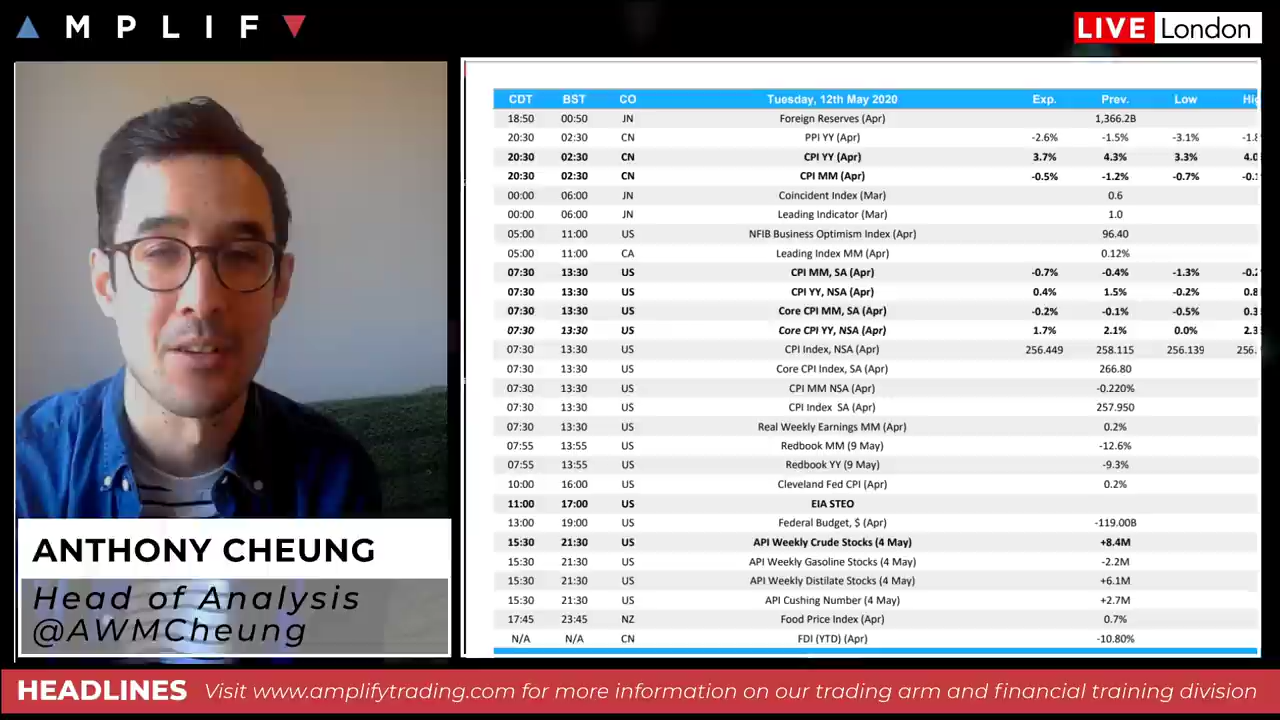 AMPLIFY
LIVE London
CDT BST CO Tuesday, 12th May 2020 Exp. Prev. Low
18:50 00:50 JN Foreign Reserves (Apr) 1,366.2B
20:30 02:30 CN PPI YY (Apr) -2.6% -1.5% -3.1%
20:30 02:30 CN CPI YY (Apr) 3.7% 4.3% 3.3%
20:30 02:30 CN CPI MM (Apr) -0.5% -1.2% -0.7%
00:00 06:00 JN Coincident Index (Mar) 0.6
00:00 06:00 JN Leading Indicator (Mar) 1.0
05:00 11:00 US NFIB Business Optimism Index (Apr) 96.40
05:00 11:00 CA Leading Index MM (Apr) 0.12%
07:30 13:30 US CPI MM, SA (Apr) -0.7% -0.4% -1.3%
07:30 13:30 US CPI YY, NSA (Apr) 0.4% 1.5% -0.2%
07:30 13:30 US Core CPI MM, SA (Apr) -0.2% -0.1% -0.5%
07:30 13:30 US Core CPI YY, NSA (Apr) 1.7% 2.1% 0.0%
07:30 13:30 US CPI Index, NSA (Apr) 256.449 258.115 256.139
07:30 13:30 US Core CPI Index, SA (Apr) 266.80
07:30 13:30 US CPI MM NSA (Apr) -0.220%
07:30 13:30 US CPI Index SA (Apr) 257.950
07:30 13:30 US Real Weekly Earnings MM (Apr) 0.2%
07:55 13:55 US Redbook MM (9 May) -12.6%
07:55 13:55 US Redbook YY (9 May) -9.3%
10:00 16:00 US Cleveland Fed CPI (Apr) 0.2%
11:00 17:00 US EIA STEO
13:00 19:00 US Federal Budget, $ (Apr) -119.00B
15:30 21:30 US API Weekly Crude Stocks (4 May) +8.4M
15:30 21:30 US API Weekly Gasoline Stocks (4 May) -2.2M
15:30 21:30 US API Weekly Distilate Stocks (4 May) +6.1M
15:30 21:30 US API Cushing Number (4 May) +2.7M
17:45 23:45 NZ Food Price Index (Apr) 0.7%
N/A N/A CN FDI (YTD) (Apr) -10.80%
ANTHONY CHEUNG
Head of Analysis
@AWMCheung
HEADLINES Visit www.amplifytrading.com for more information on our trading arm and financial training division